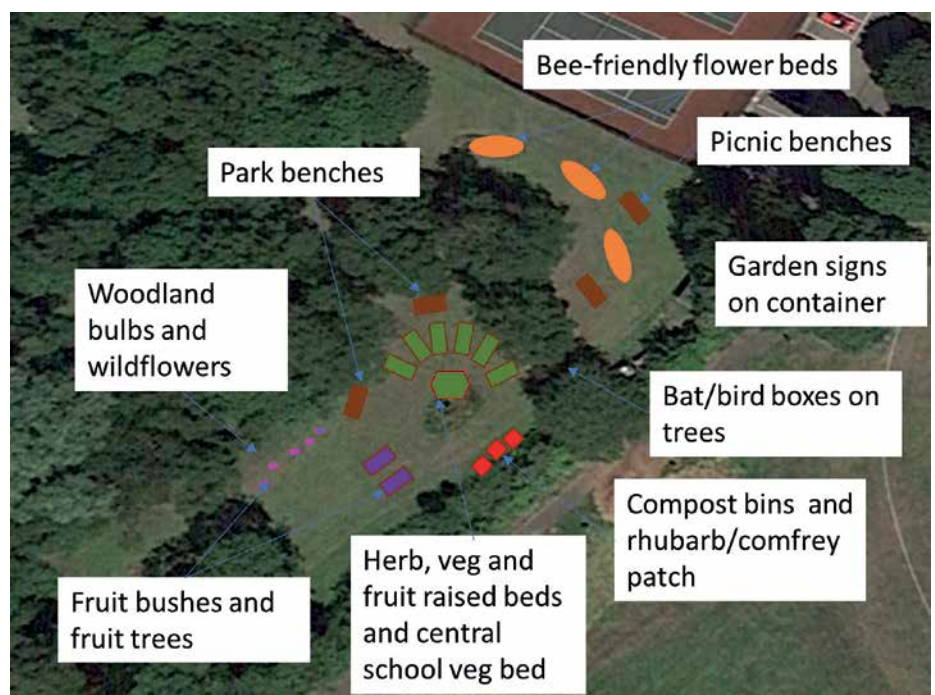 Bee-friendly flower beds
Picnic benches
Park benches
Garden signs
on container
Woodland
bulbs and
wildflowers
Bat/bird boxes on
trees
Compost bins and
rhubarb/comfrey
patch
Herb, veg and
fruit raised beds
and central
school veg bed
Fruit bushes and
fruit trees